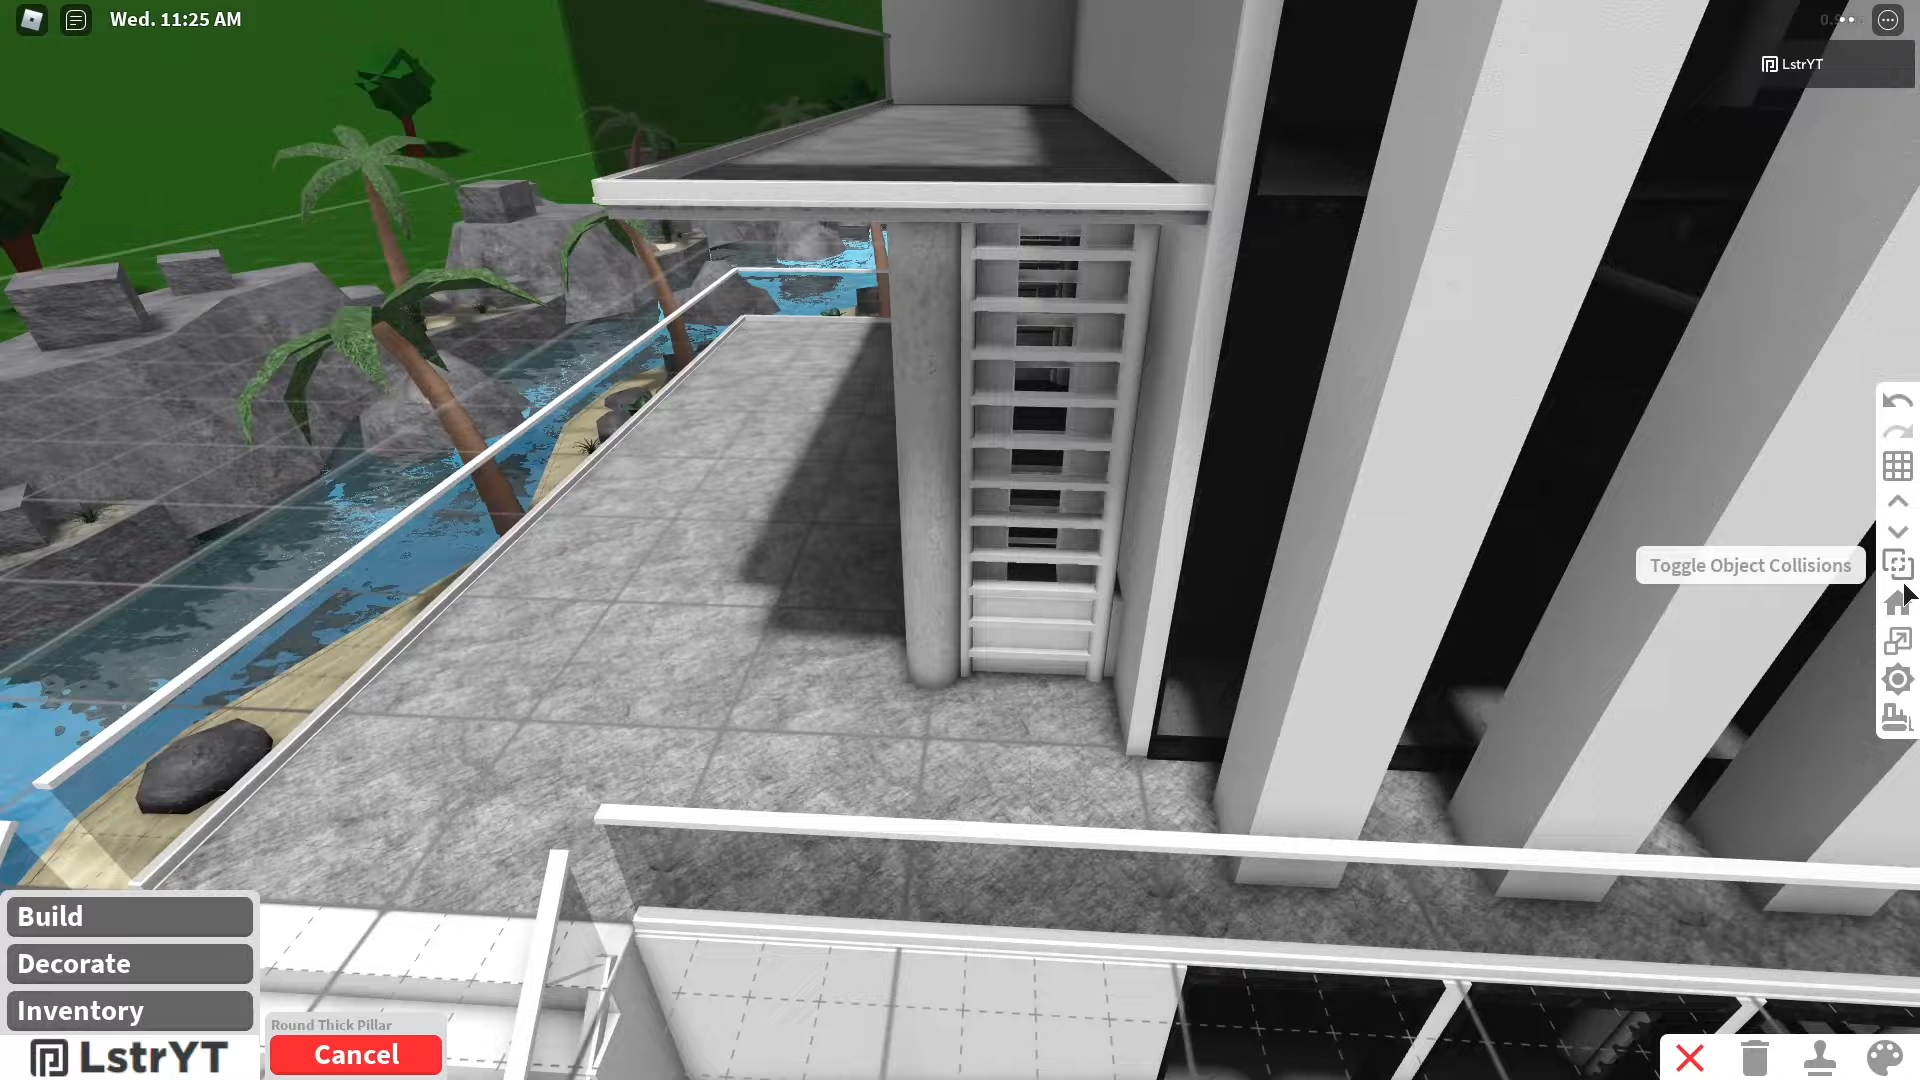 Wed. 11:25 AM
LstrYT
Toggle Object Collisions
Build
Decorate
Inventory
Round Thick Pillar
Cancel
LstrYT